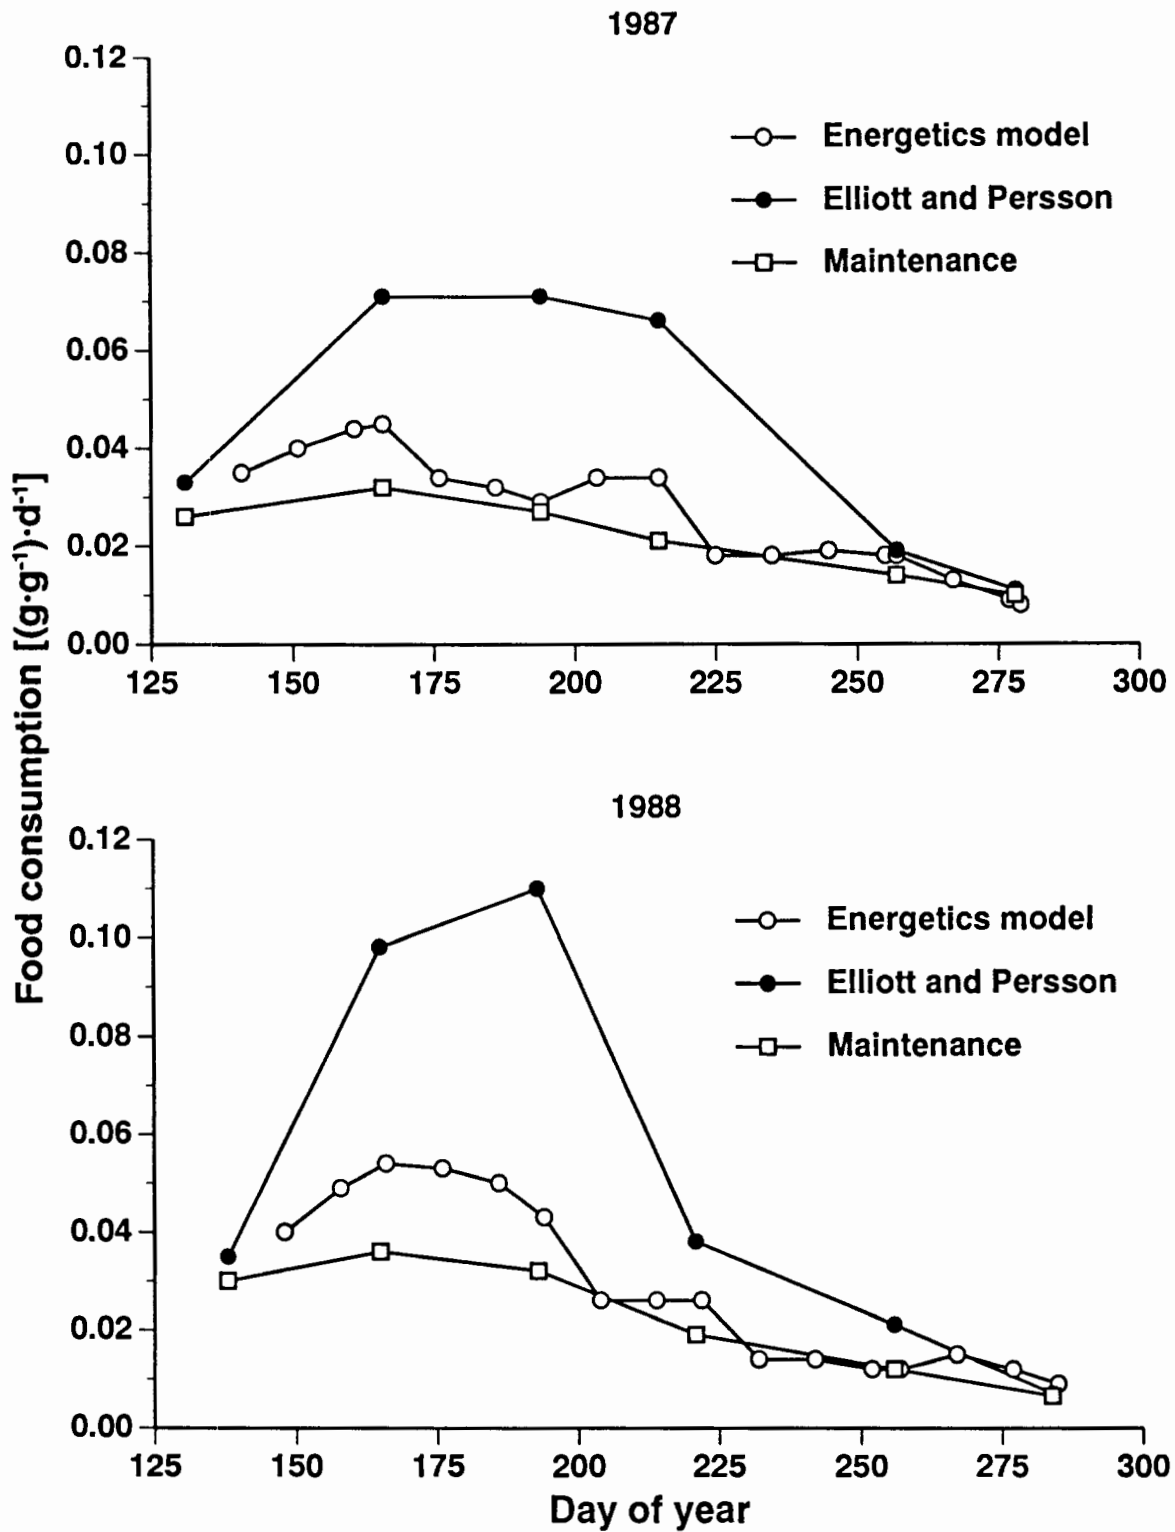 1987
0.12
0.10
0.08
0.06
0.04
0.02
0.00
125 150 175 200 225 250 275 300
Energetics model
Elliott and Persson
Maintenance
Food consumption [(g·g⁻¹)·d⁻¹]
1988
0.12
0.10
0.08
0.06
0.04
0.02
0.00
125 150 175 200 225 250 275 300
Energetics model
Elliott and Persson
Maintenance
Day of year